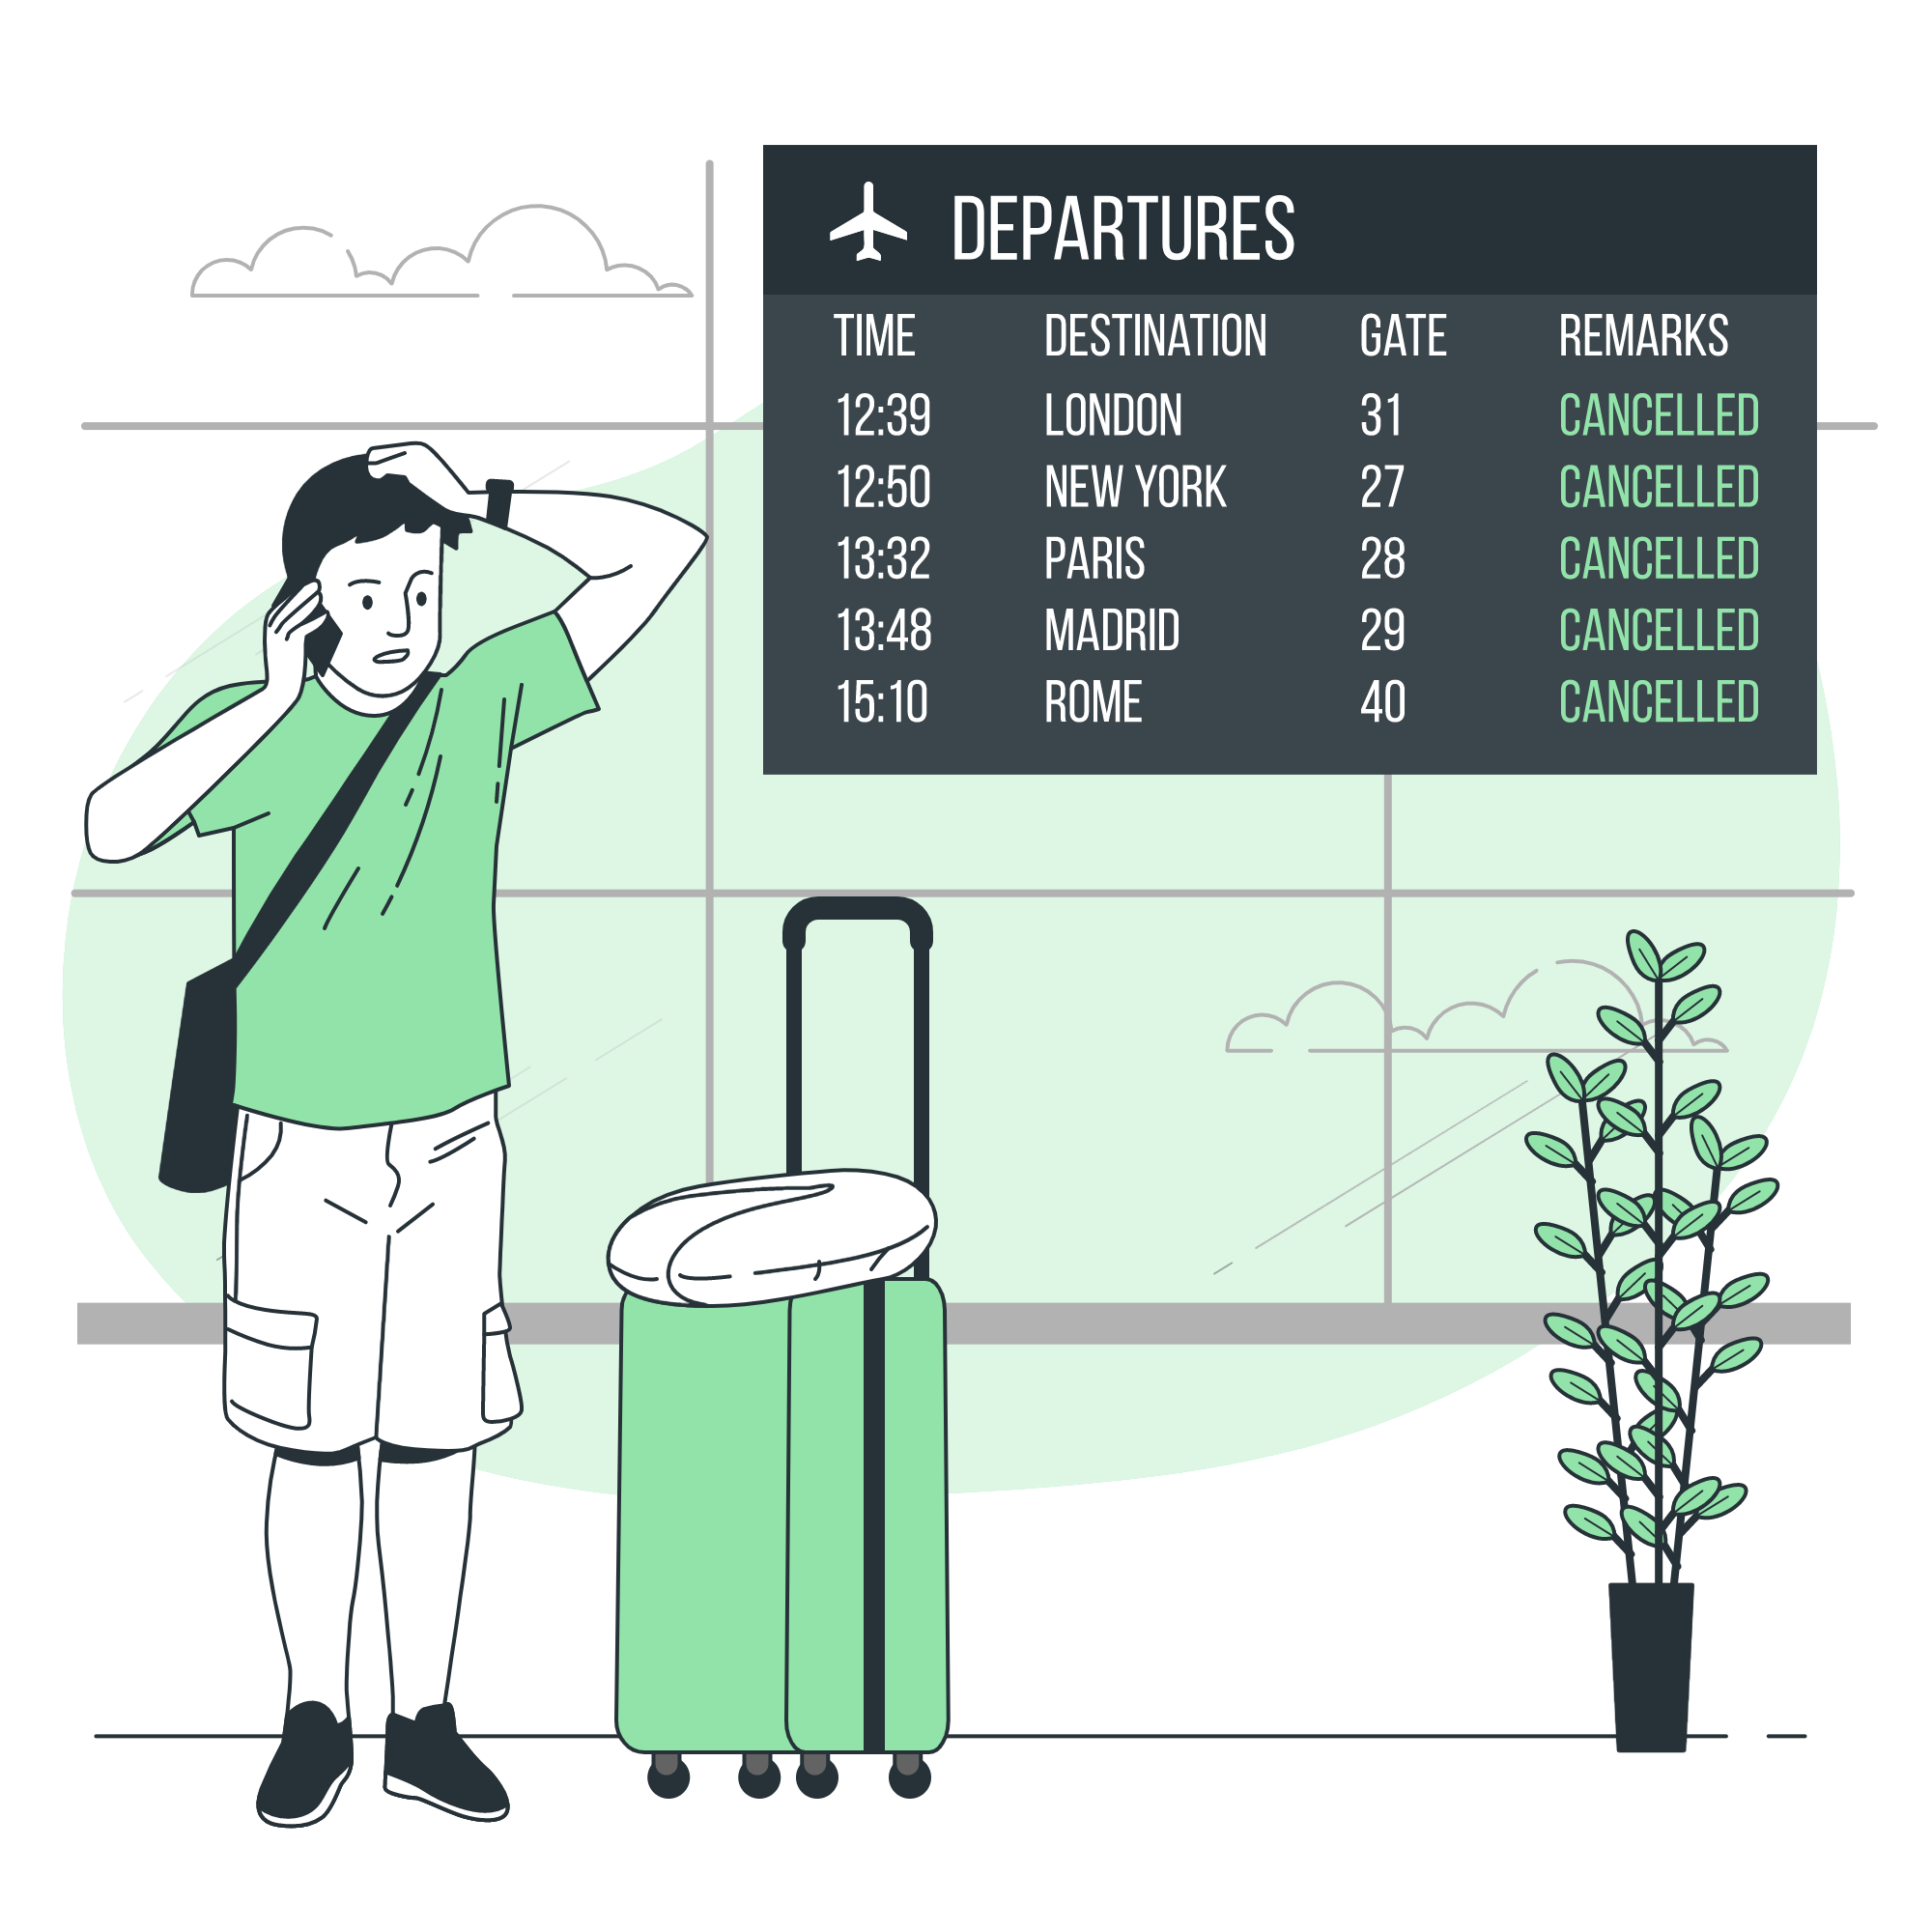 DEPARTURES
TIME DESTINATION GATE REMARKS
12:39 LONDON 31 CANCELLED
12:50 NEW YORK 27 CANCELLED
13:32 PARIS 28 CANCELLED
13:48 MADRID 29 CANCELLED
15:10 ROME 40 CANCELLED